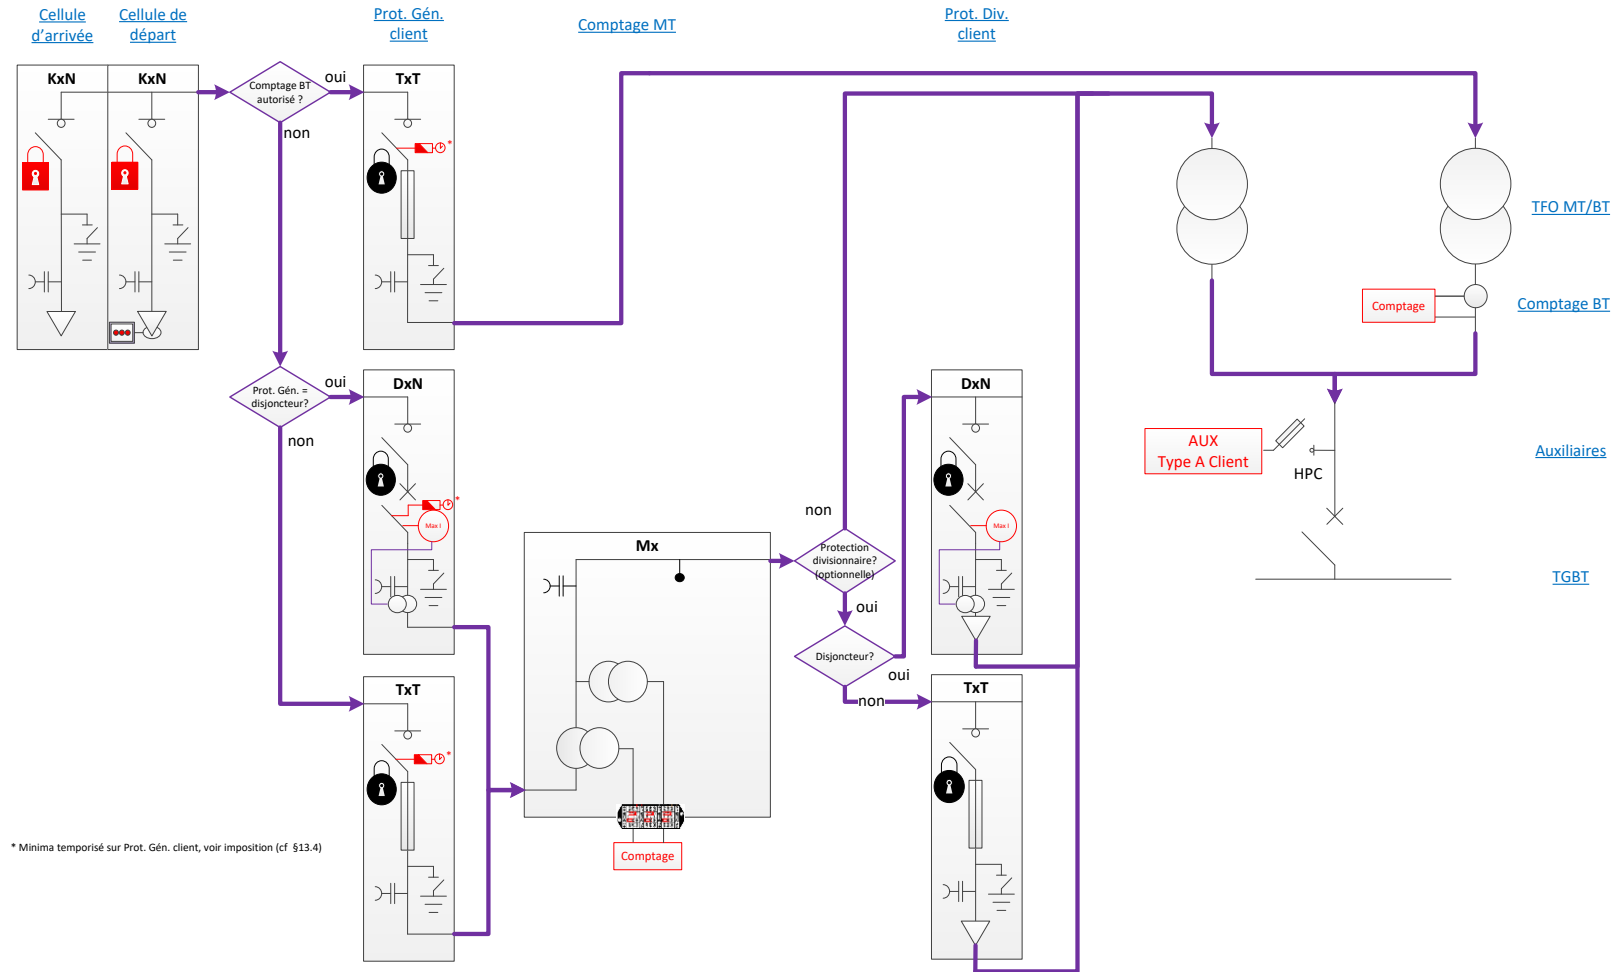 Cellule
d'arrivée
Cellule de
départ
Prot. Gén.
client
Comptage MT
Prot. Div.
client
KxN
KxN
Comptage BT
autorisé ?
oui
non
TxT
*
TFO MT/BT
Comptage
Comptage BT
Prot. Gén. =
disjoncteur?
oui
non
DxN
*
Max I
DxN
Max I
AUX
Type A Client
HPC
Auxiliaires
non
Mx
Protection
divisionnaire?
(optionnelle)
oui
TGBT
Disjoncteur?
oui
non
TxT
*
TxT
Comptage
* Minima temporisé sur Prot. Gén. client, voir imposition (cf §13.4)